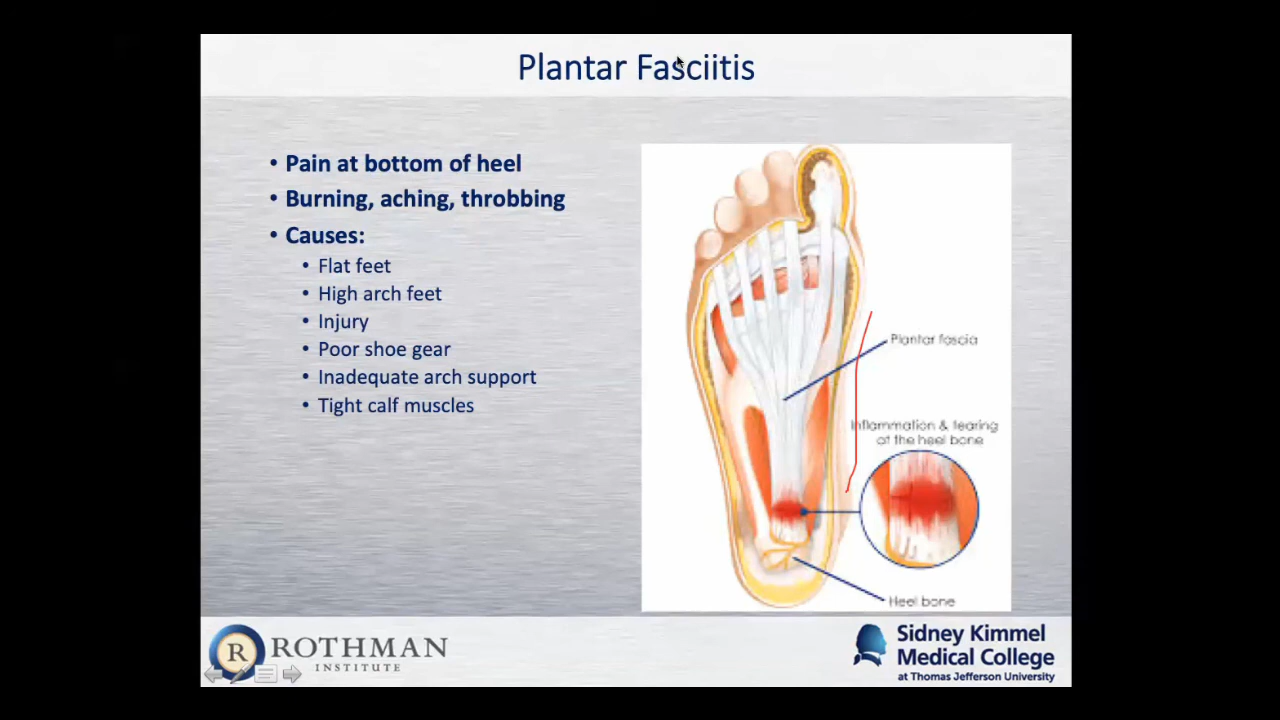 Plantar Fasciitis
• Pain at bottom of heel
• Burning, aching, throbbing
• Causes:
• Flat feet
• High arch feet
• Injury
• Poor shoe gear
• Inadequate arch support
• Tight calf muscles
Plantar fascia
Inflammation & tearing
at the heel bone
Heel bone
R
ROTHMAN
INSTITUTE
Sidney Kimmel
Medical College
at Thomas Jefferson University